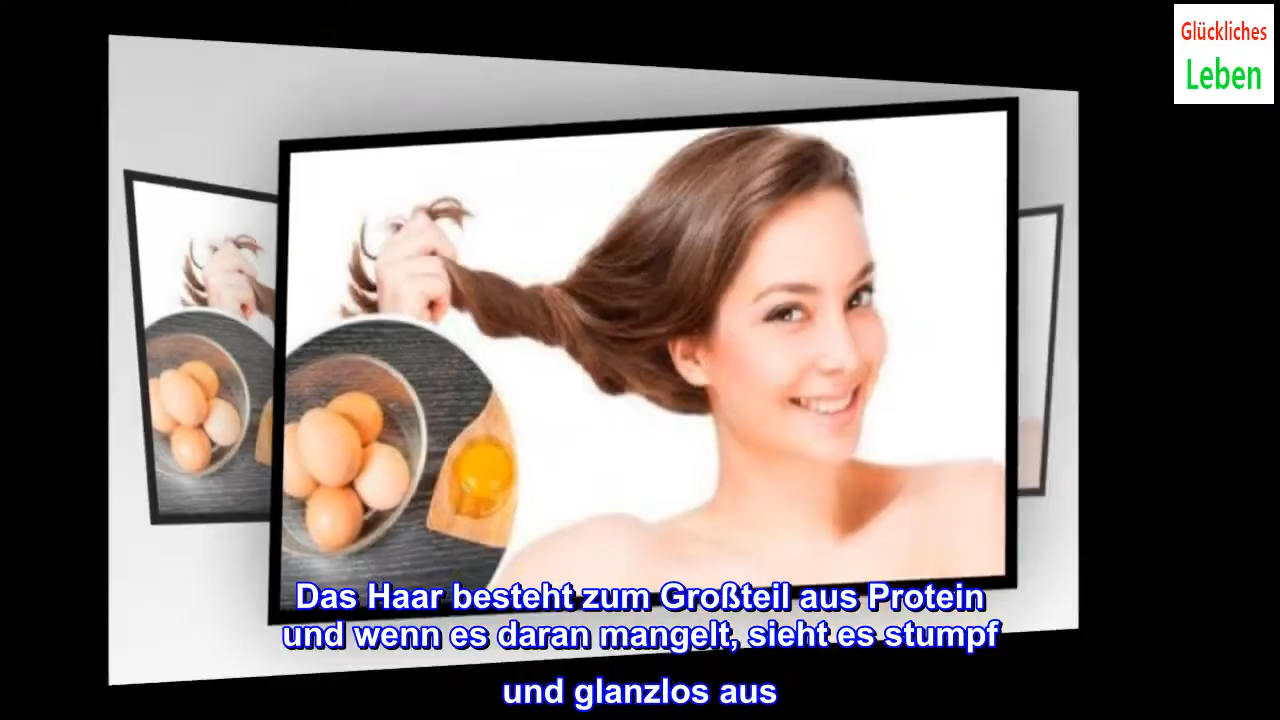 Glückliches
Leben
Das Haar besteht zum Großteil aus Protein
und wenn es daran mangelt, sieht es stumpf
und glanzlos aus